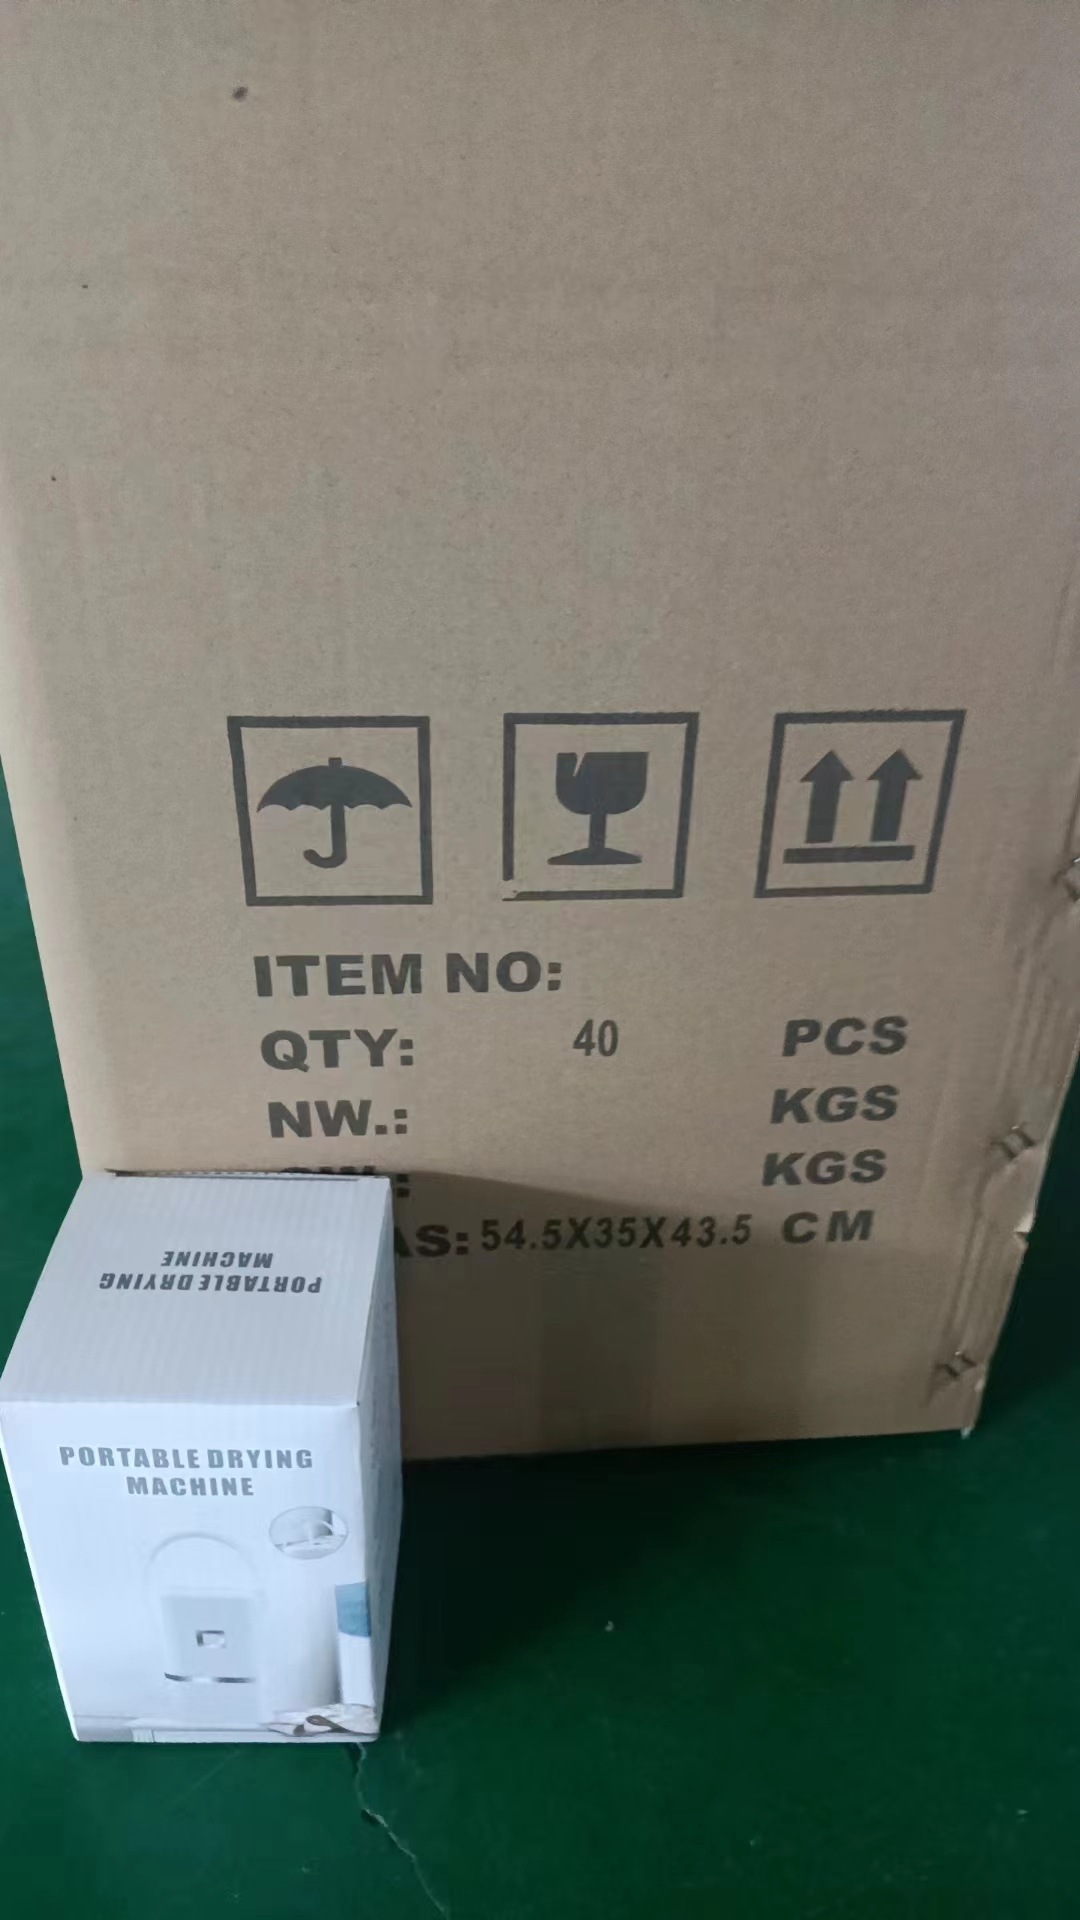 ITEM NO:
QTY: 40 PCS
NW.: KGS
KGS
54.5X35X43.5 CM
PORTABLE DRYING
MACHINE
PORTABLE DRYING
MACHINE